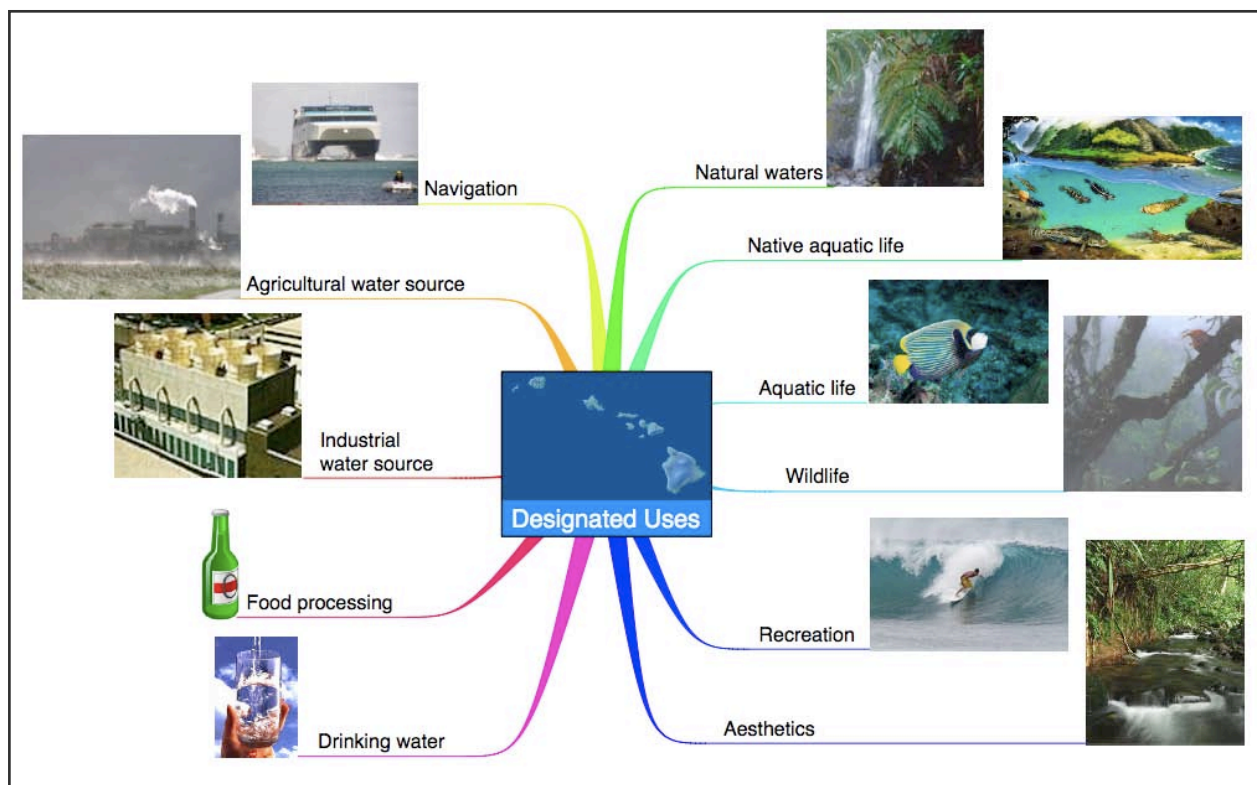 Natural waters
Navigation
Native aquatic life
Agricultural water source
Aquatic life
Industrial
water source
Wildlife
Designated Uses
Food processing
Recreation
Drinking water
Aesthetics